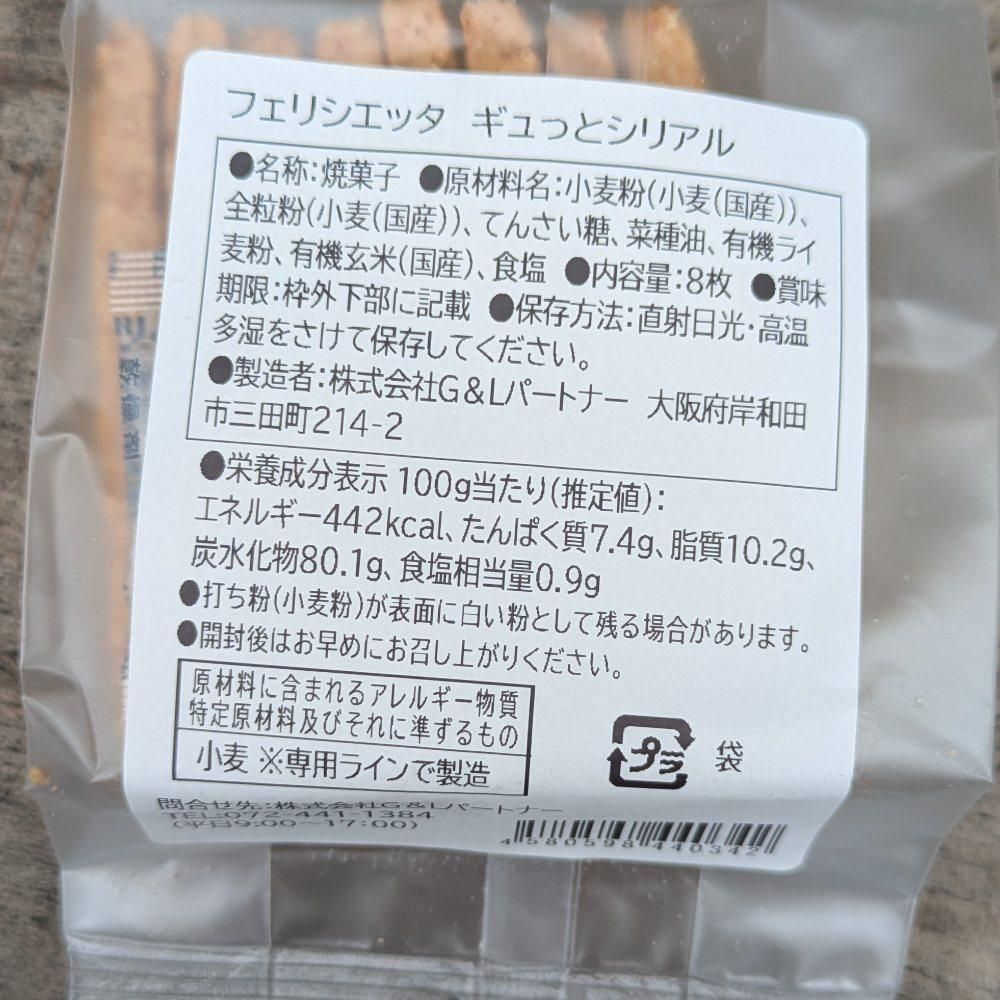 フェリシエッタ ギュっとシリアル
●名称：焼菓子 ●原材料名：小麦粉(小麦(国産))、
全粒粉(小麦(国産))、てんさい糖、菜種油、有機ライ
麦粉、有機玄米(国産)、食塩 ●内容量：8枚 ●賞味
期限：枠外下部に記載 ●保存方法：直射日光・高温
多湿をさけて保存してください。
●製造者：株式会社G＆Lパートナー 大阪府岸和田
市三田町214-2
●栄養成分表示 100g当たり(推定値)：
エネルギー442kcal、たんぱく質7.4g、脂質10.2g、
炭水化物80.1g、食塩相当量0.9g
●打ち粉(小麦粉)が表面に白い粉として残る場合があります。
●開封後はお早めにお召し上がりください。
原材料に含まれるアレルギー物質
特定原材料及びそれに準ずるもの
小麦 ※専用ラインで製造
プラ 袋
問合せ先：株式会社G＆Lパートナー
TEL:072-441-1384
(平日9:00〜17:00)
4980598440342